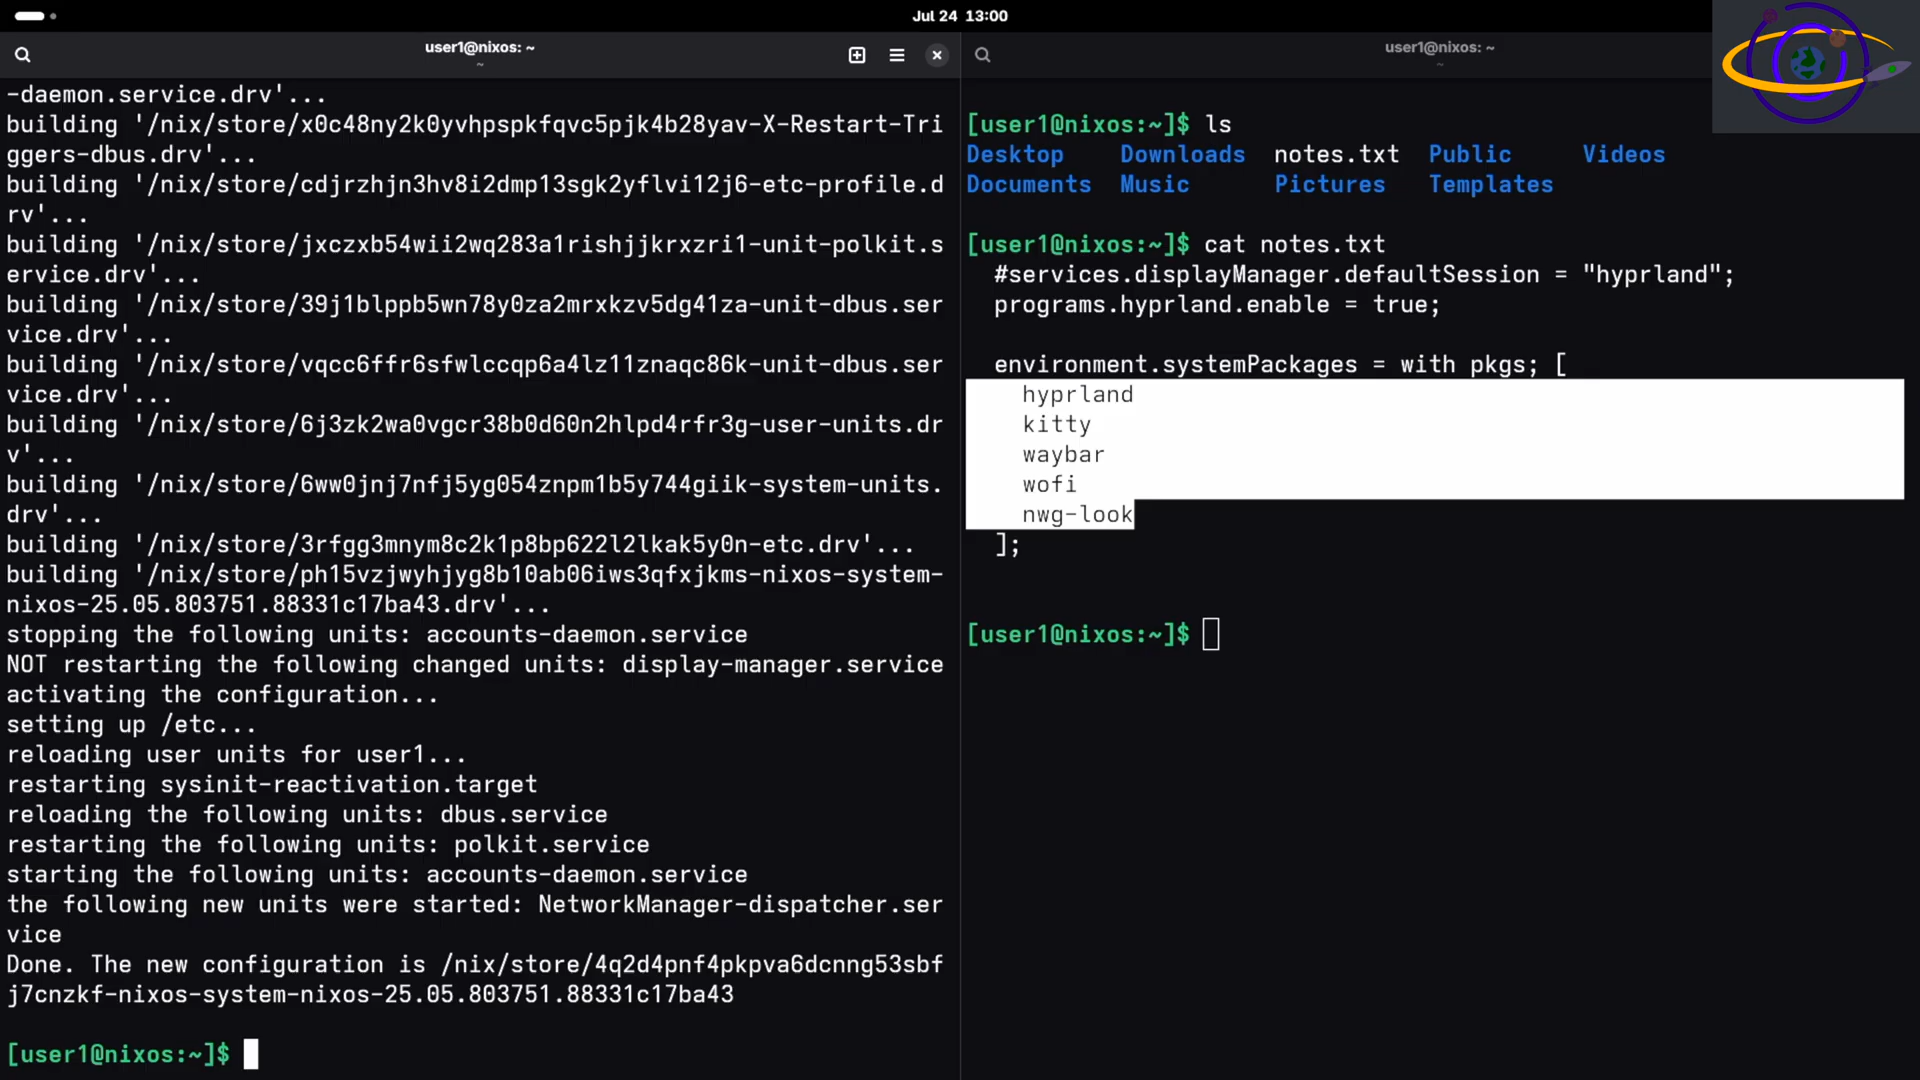 Jul 24 13:00
user1@nixos: ~
~
-daemon.service.drv'...
building '/nix/store/x0c48ny2k0yvhpspkfqvc5pjk4b28yav-X-Restart-Tri
ggers-dbus.drv'...
building '/nix/store/cdjrzhjn3hv8i2dmp13sgk2yflvi12j6-etc-profile.d
rv'...
building '/nix/store/jxczxb54wii2wq283a1rishjjkrxzri1-unit-polkit.s
ervice.drv'...
building '/nix/store/39j1blppb5wn78y0za2mrxkzv5dg41za-unit-dbus.ser
vice.drv'...
building '/nix/store/vqcc6ffr6sfwlccqp6a4lz11znaqc86k-unit-dbus.ser
vice.drv'...
building '/nix/store/6j3zk2wa0vgcr38b0d60n2hlpd4rfr3g-user-units.dr
v'...
building '/nix/store/6ww0jnj7nfj5yg054znpm1b5y744giik-system-units.
drv'...
building '/nix/store/3rfgg3mnym8c2k1p8bp622l2lkak5y0n-etc.drv'...
building '/nix/store/ph15vzjwyhjyg8b10ab06iws3qfxjkms-nixos-system-
nixos-25.05.803751.88331c17ba43.drv'...
stopping the following units: accounts-daemon.service
NOT restarting the following changed units: display-manager.service
activating the configuration...
setting up /etc...
reloading user units for user1...
restarting sysinit-reactivation.target
reloading the following units: dbus.service
restarting the following units: polkit.service
starting the following units: accounts-daemon.service
the following new units were started: NetworkManager-dispatcher.ser
vice
Done. The new configuration is /nix/store/4q2d4pnf4pkpva6dcnng53sbf
j7cnzkf-nixos-system-nixos-25.05.803751.88331c17ba43
[user1@nixos:~]$
user1@nixos: ~
~
[user1@nixos:~]$ ls
Desktop Downloads notes.txt Public Videos
Documents Music Pictures Templates
[user1@nixos:~]$ cat notes.txt
#services.displayManager.defaultSession = "hyprland";
programs.hyprland.enable = true;
environment.systemPackages = with pkgs; [
hyprland
kitty
waybar
wofi
nwg-look
];
[user1@nixos:~]$